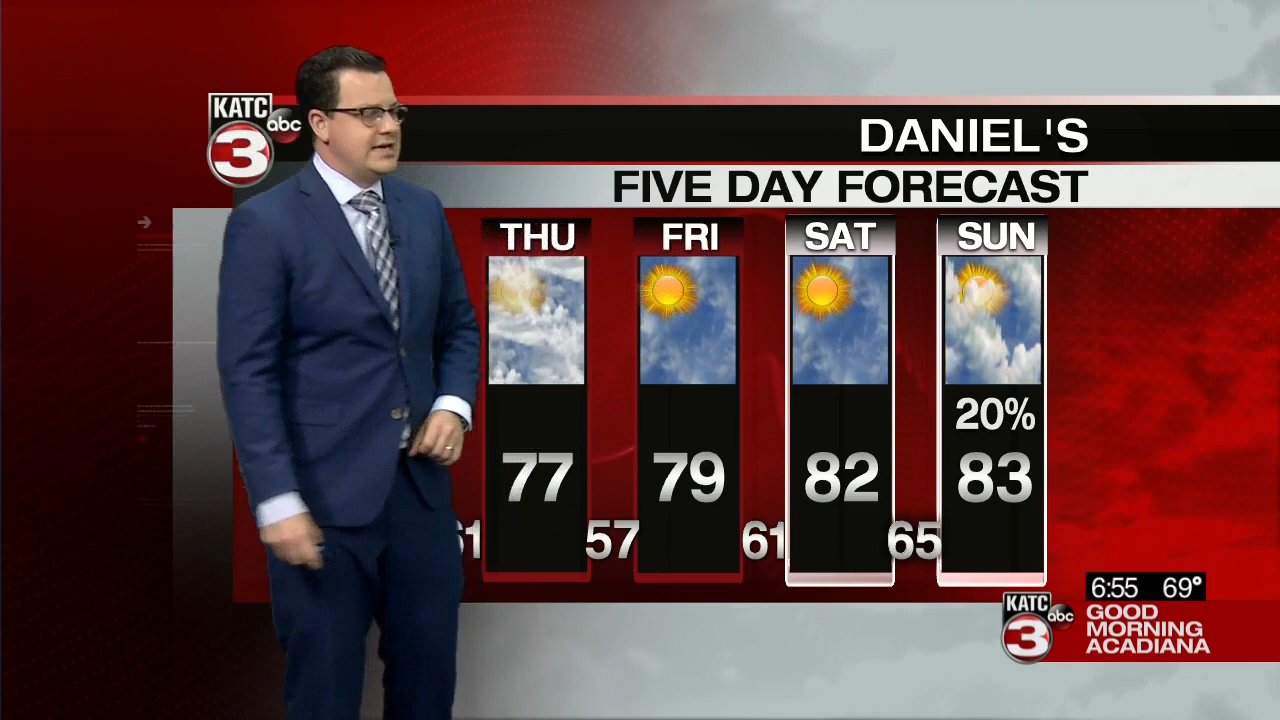 KATC
abc
3
DANIEL'S
FIVE DAY FORECAST
THU FRI SAT SUN
20%
77 79 82 83
61 57 61 65
6:55 69°
KATC
abc
3
GOOD
MORNING
ACADIANA